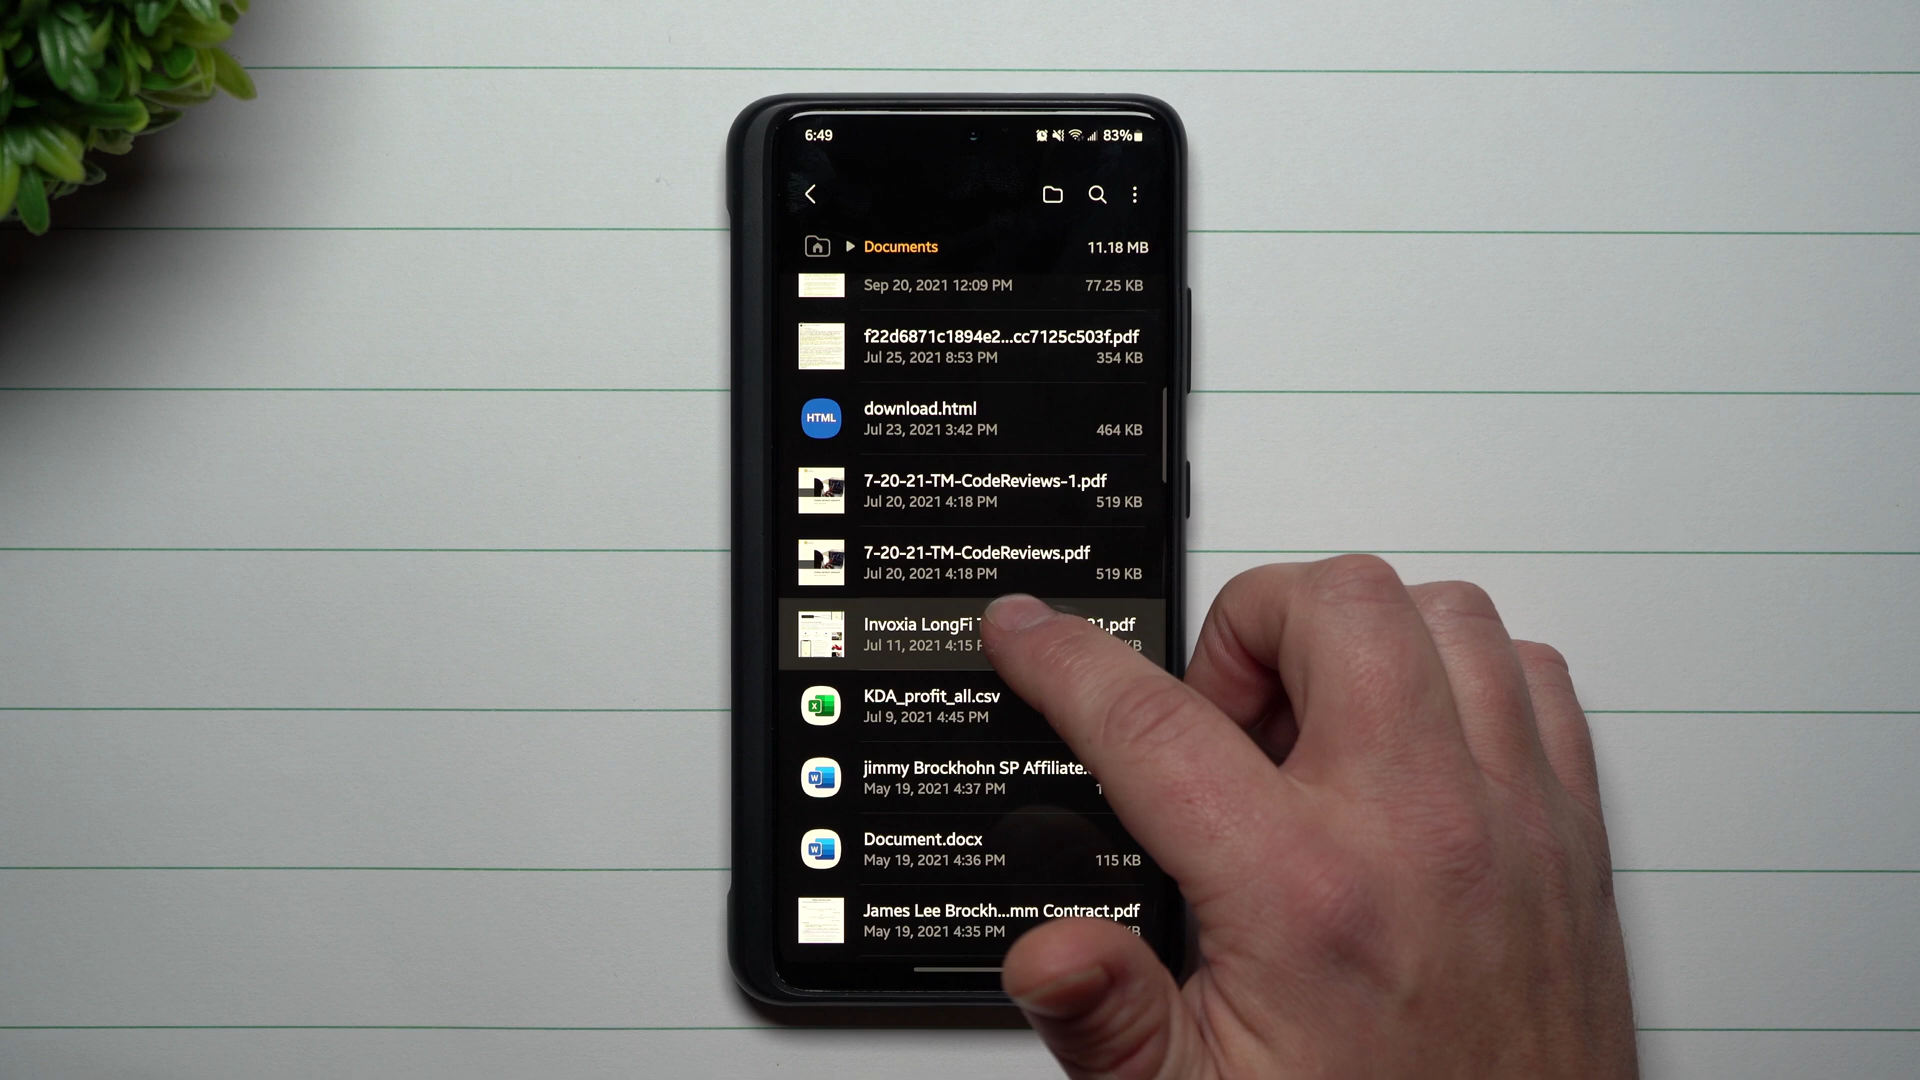 6:49 83%
Documents 11.18 MB
Sep 20, 2021 12:09 PM 77.25 KB
f22d6871c1894e2...cc7125c503f.pdf
Jul 25, 2021 8:53 PM 354 KB
HTML
download.html
Jul 23, 2021 3:42 PM 464 KB
7-20-21-TM-CodeReviews-1.pdf
Jul 20, 2021 4:18 PM 519 KB
7-20-21-TM-CodeReviews.pdf
Jul 20, 2021 4:18 PM 519 KB
Invoxia LongFi 21.pdf
Jul 11, 2021 4:15 KB
X
KDA_profit_all.csv
Jul 9, 2021 4:45 PM
W
jimmy Brockhohn SP Affiliate.
May 19, 2021 4:37 PM
W
Document.docx
May 19, 2021 4:36 PM 115 KB
James Lee Brockh...mm Contract.pdf
May 19, 2021 4:35 PM KB